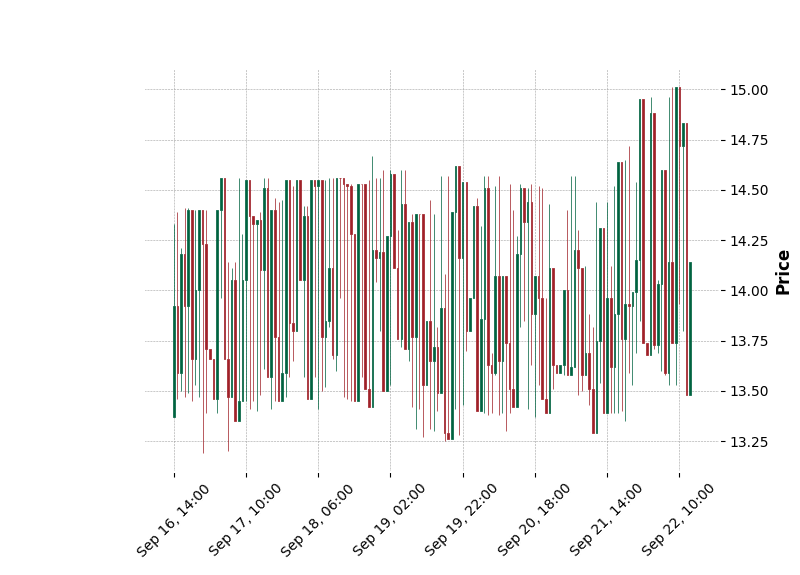 15.00
14.75
14.50
14.25
14.00
13.75
13.50
13.25
Price
Sep 16, 14:00
Sep 17, 10:00
Sep 18, 06:00
Sep 19, 02:00
Sep 19, 22:00
Sep 20, 18:00
Sep 21, 14:00
Sep 22, 10:00